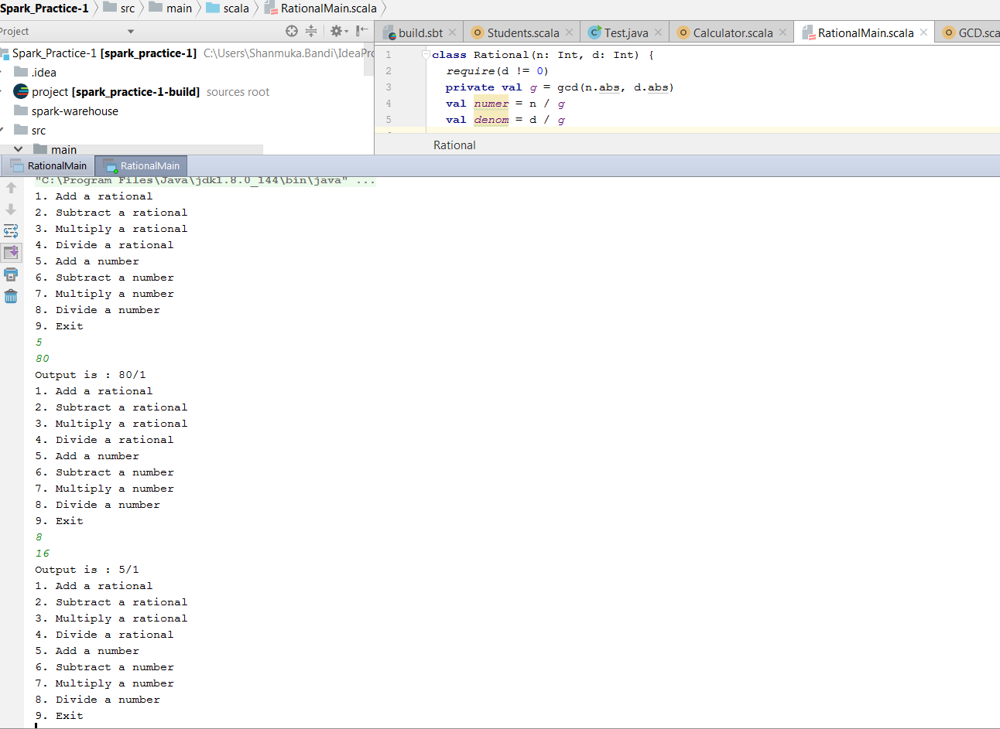 Spark_Practice-1 src main scala RationalMain.scala
Project
build.sbt Students.scala Test.java Calculator.scala RationalMain.scala
Spark_Practice-1 [spark_practice-1] C:\Users\Shanmuka.Bandi\IdeaPrc
.idea
project [spark_practice-1-build] sources root
spark-warehouse
src
main
1 class Rational(n: Int, d: Int) {
2 require(d != 0)
3 private val g = gcd(n.abs, d.abs)
4 val numer = n / g
5 val denom = d / g
Rational
RationalMain RationalMain
"C:\Program Files\Java\jdk1.8.0_144\bin\java" ...
1. Add a rational
2. Subtract a rational
3. Multiply a rational
4. Divide a rational
5. Add a number
6. Subtract a number
7. Multiply a number
8. Divide a number
9. Exit
5
80
Output is : 80/1
1. Add a rational
2. Subtract a rational
3. Multiply a rational
4. Divide a rational
5. Add a number
6. Subtract a number
7. Multiply a number
8. Divide a number
9. Exit
8
16
Output is : 5/1
1. Add a rational
2. Subtract a rational
3. Multiply a rational
4. Divide a rational
5. Add a number
6. Subtract a number
7. Multiply a number
8. Divide a number
9. Exit